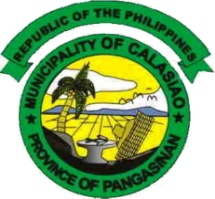 REPUBLIC OF THE PHILIPPINES
MUNICIPALITY OF CALASIAO
PROVINCE OF PANGASINAN